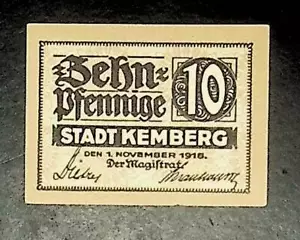 Zehn=
Pfennige
10
STADT KEMBERG
DEN 1. NOVEMBER 1918.
Der Magistrat